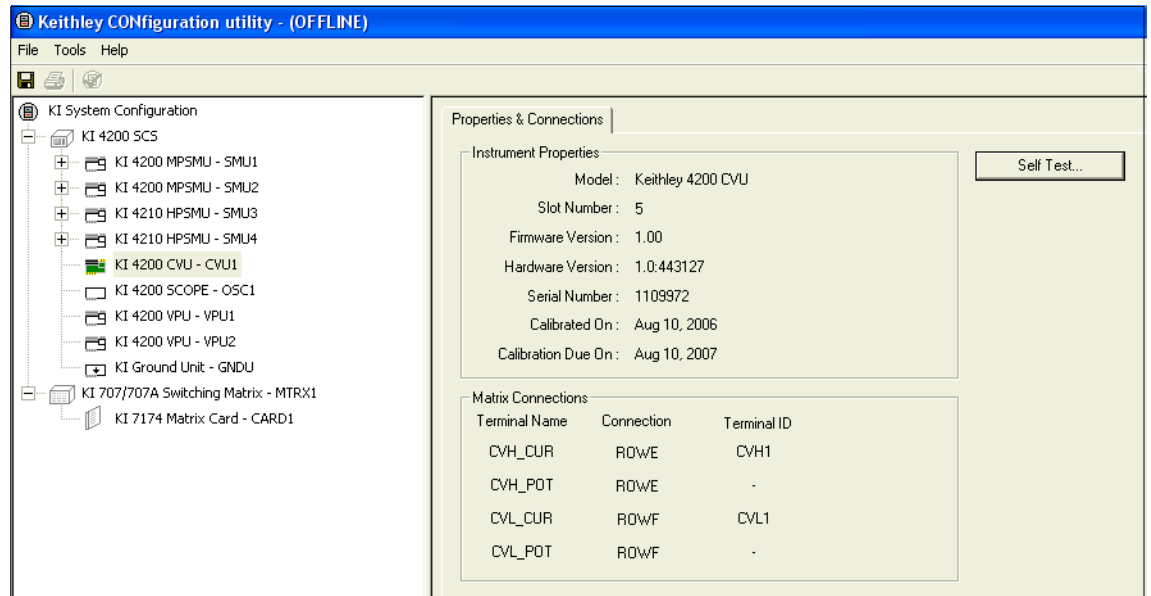 Keithley CONfiguration utility - (OFFLINE)
File Tools Help
KI System Configuration
KI 4200 SCS
KI 4200 MPSMU - SMU1
KI 4200 MPSMU - SMU2
KI 4210 HPSMU - SMU3
KI 4210 HPSMU - SMU4
KI 4200 CVU - CVU1
KI 4200 SCOPE - OSC1
KI 4200 VPU - VPU1
KI 4200 VPU - VPU2
KI Ground Unit - GNDU
KI 707/707A Switching Matrix - MTRX1
KI 7174 Matrix Card - CARD1
Properties & Connections
Instrument Properties
Model : Keithley 4200 CVU
Slot Number : 5
Firmware Version : 1.00
Hardware Version : 1.0:443127
Serial Number : 1109972
Calibrated On : Aug 10, 2006
Calibration Due On : Aug 10, 2007
Self Test...
Matrix Connections
Terminal Name Connection Terminal ID
CVH_CUR ROWE CVH1
CVH_POT ROWE -
CVL_CUR ROWF CVL1
CVL_POT ROWF -